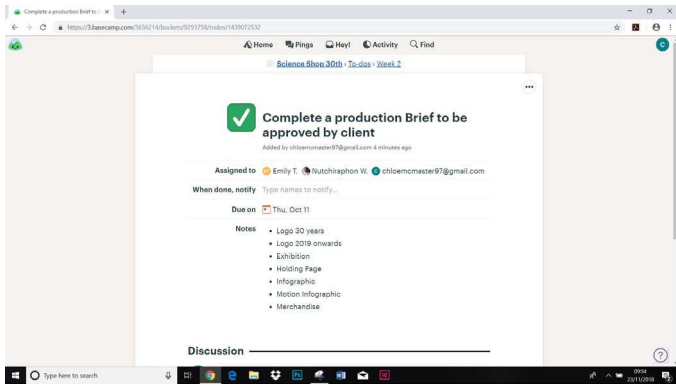 Complete a production Brief to b
https://3.basecamp.com/3656214/buckets/9293758/todos/1439072532
Home Pings Hey! Activity Find
C
Science Shop 30th › To-dos › Week 2
Complete a production Brief to be
approved by client
Added by chloemcmaster97@gmail.com 4 minutes ago
Assigned to Emily T. Nutchiraphon W. chloemcmaster97@gmail.com
When done, notify Type names to notify...
Due on Thu, Oct 11
Notes
• Logo 30 years
• Logo 2019 onwards
• Exhibition
• Holding Page
• Infographic
• Motion Infographic
• Merchandise
Discussion
?
Type here to search
09:54
23/11/2018